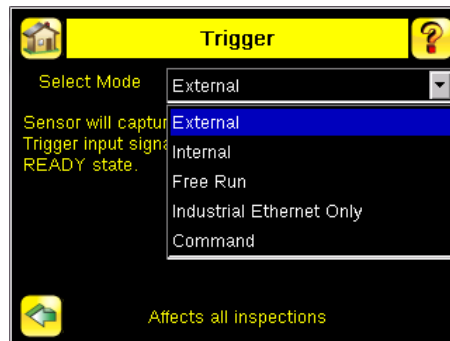 Trigger
?
Select Mode
External
External
Internal
Free Run
Industrial Ethernet Only
Command
Sensor will captur
Trigger input sign
READY state.
Affects all inspections